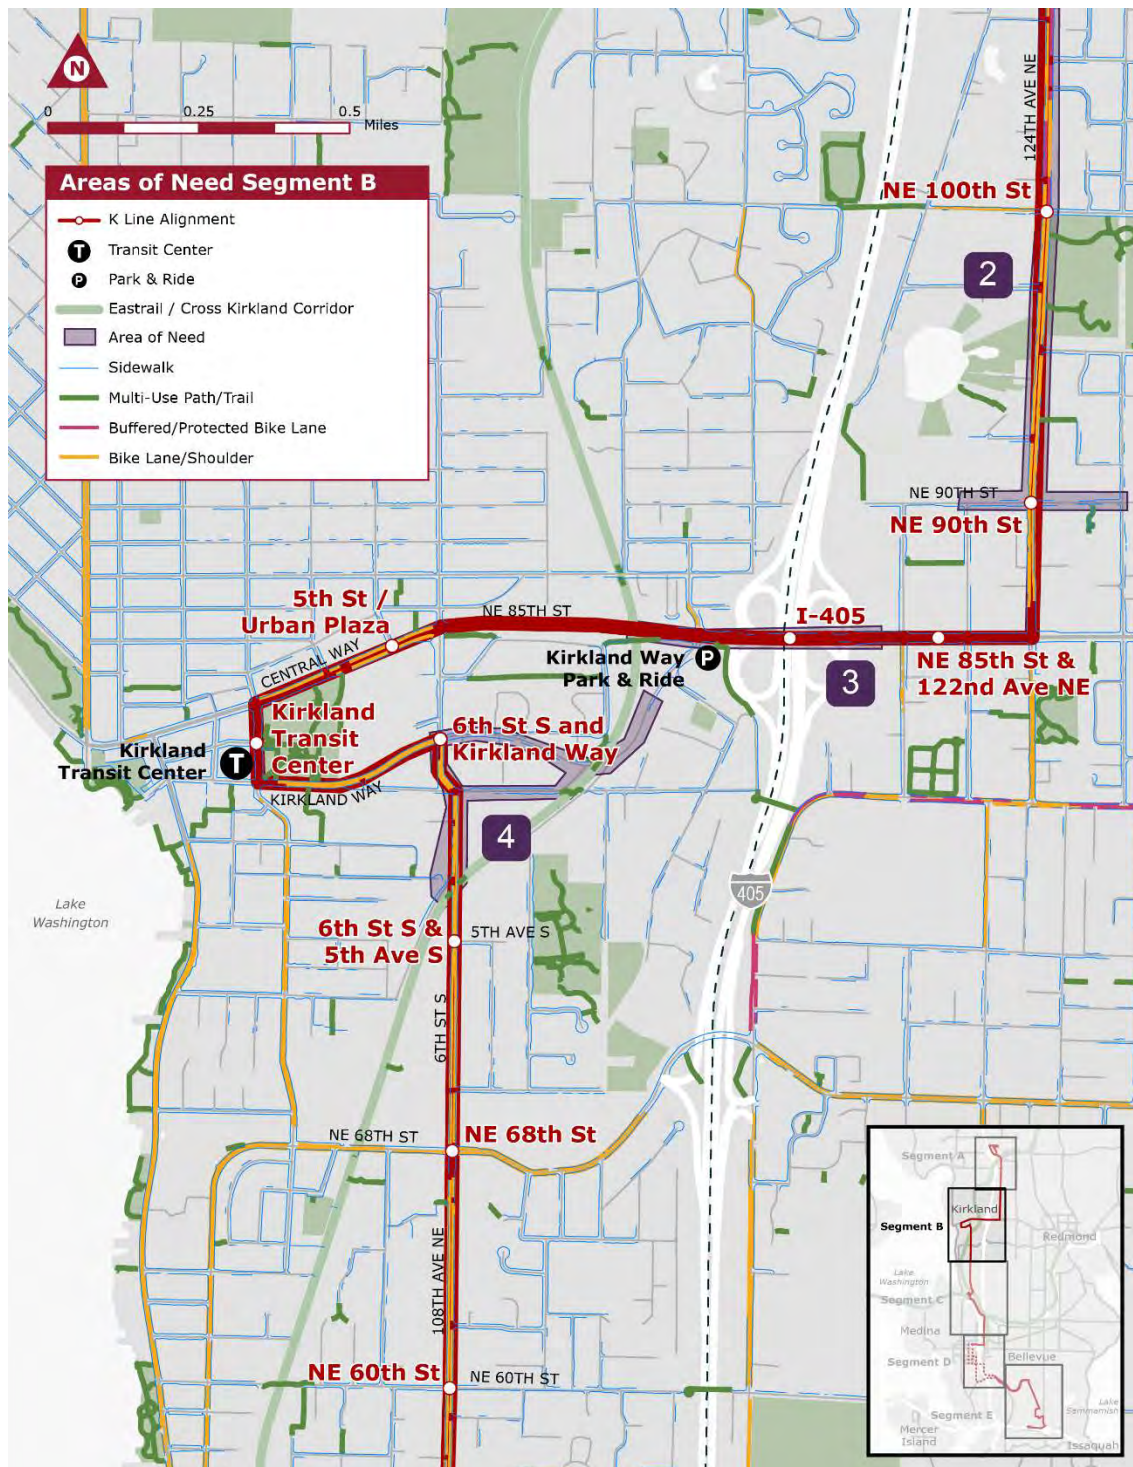 N
0 0.25 0.5
Miles
Areas of Need Segment B
K Line Alignment
T Transit Center
P Park & Ride
Eastrail / Cross Kirkland Corridor
Area of Need
Sidewalk
Multi-Use Path/Trail
Buffered/Protected Bike Lane
Bike Lane/Shoulder
124TH AVE NE
NE 100th St
2
NE 90TH ST
NE 90th St
5th St /
Urban Plaza
NE 85TH ST
CENTRAL WAY
I-405
Kirkland Way
Park & Ride
P
3
NE 85th St &
122nd Ave NE
Kirkland
Transit
Center
Kirkland
Transit Center
T
6th St S and
Kirkland Way
KIRKLAND WAY
4
405
Lake
Washington
6th St S &
5th Ave S
5TH AVE S
6TH ST S
NE 68TH ST
NE 68th St
108TH AVE NE
NE 60th St
NE 60TH ST
Segment A
Kirkland
Segment B
Redmond
Lake
Washington
Segment C
Medina
Segment D
Bellevue
Lake
Sammamish
Segment E
Mercer
Island
Issaquah